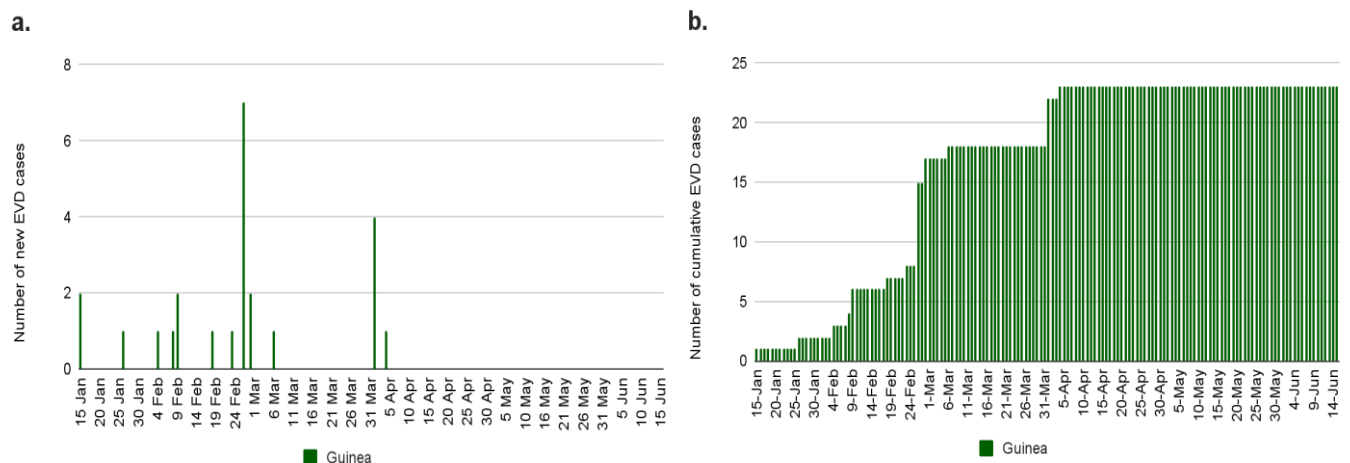 a.
Number of new EVD cases
8
6
4
2
0
15 Jan
20 Jan
25 Jan
30 Jan
4 Feb
9 Feb
14 Feb
19 Feb
24 Feb
1 Mar
6 Mar
11 Mar
16 Mar
21 Mar
26 Mar
31 Mar
5 Apr
10 Apr
15 Apr
20 Apr
25 Apr
30 Apr
5 May
10 May
16 May
21 May
26 May
31 May
5 Jun
10 Jun
15 Jun
Guinea
b.
Number of cumulative EVD cases
25
20
15
10
5
0
15-Jan
20-Jan
25-Jan
30-Jan
4-Feb
9-Feb
14-Feb
19-Feb
24-Feb
1-Mar
6-Mar
11-Mar
16-Mar
21-Mar
26-Mar
31-Mar
5-Apr
10-Apr
15-Apr
20-Apr
25-Apr
30-Apr
5-May
10-May
15-May
20-May
25-May
30-May
4-Jun
9-Jun
14-Jun
Guinea